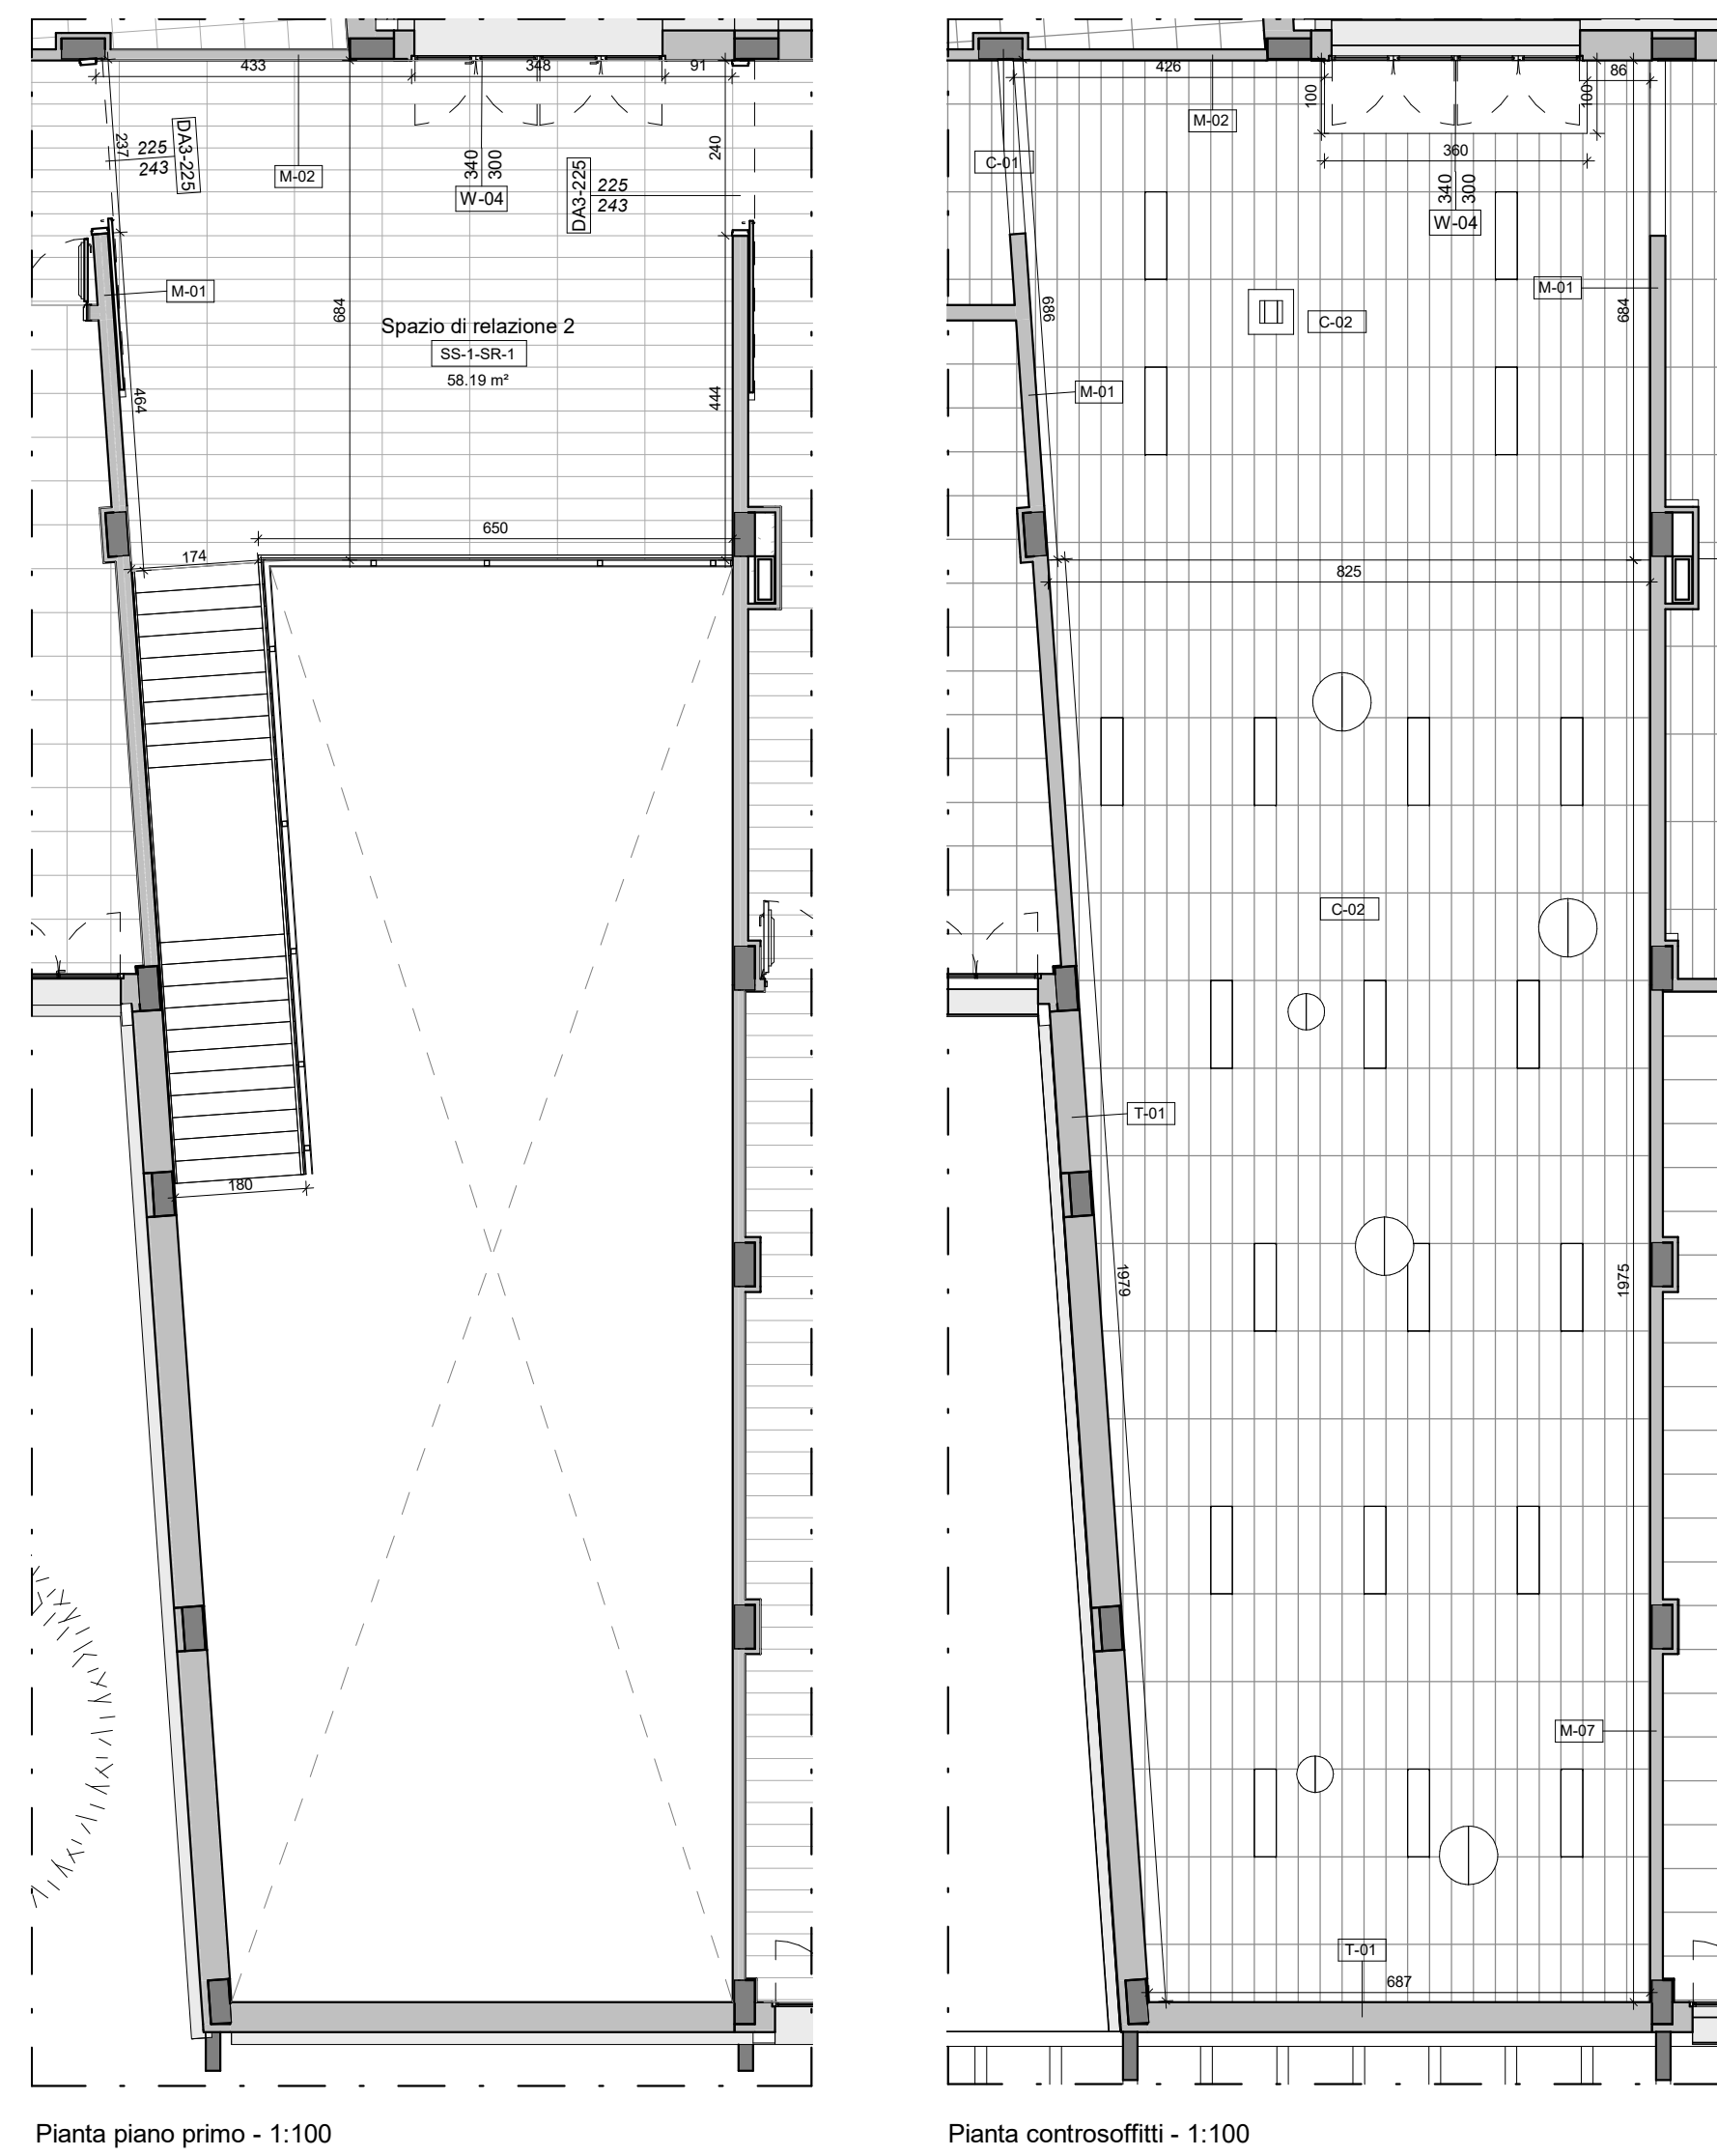 433
348
91
237
225
243
DA3-225
M-02
340
300
W-04
DA3-225
225
243
240
M-01
684
Spazio di relazione 2
SS-1-SR-1
58.19 m²
464
444
650
174
180
Pianta piano primo - 1:100
426
86
100
100
M-02
C-01
360
340
300
W-04
M-01
686
C-02
684
M-01
825
C-02
T-01
1979
1975
M-07
T-01
687
Pianta controsoffitti - 1:100